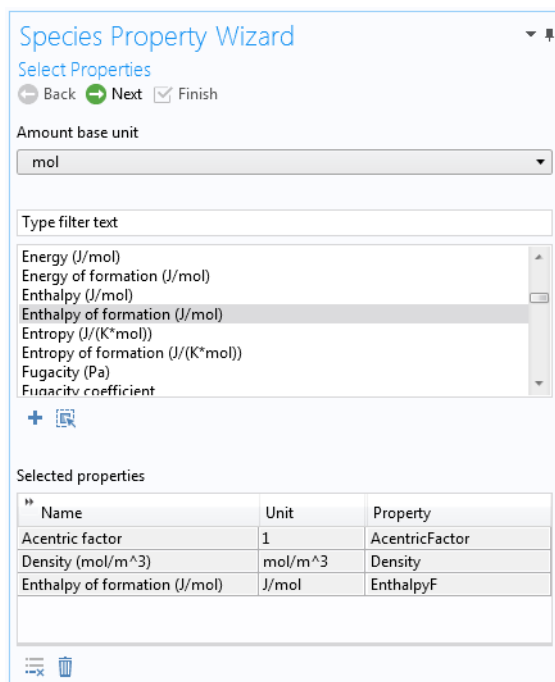 Species Property Wizard
Select Properties
Back Next Finish
Amount base unit
mol
Type filter text
Energy (J/mol)
Energy of formation (J/mol)
Enthalpy (J/mol)
Enthalpy of formation (J/mol)
Entropy (J/(K*mol))
Entropy of formation (J/(K*mol))
Fugacity (Pa)
Fugacity coefficient
Selected properties
Name Unit Property
Acentric factor 1 AcentricFactor
Density (mol/m^3) mol/m^3 Density
Enthalpy of formation (J/mol) J/mol EnthalpyF